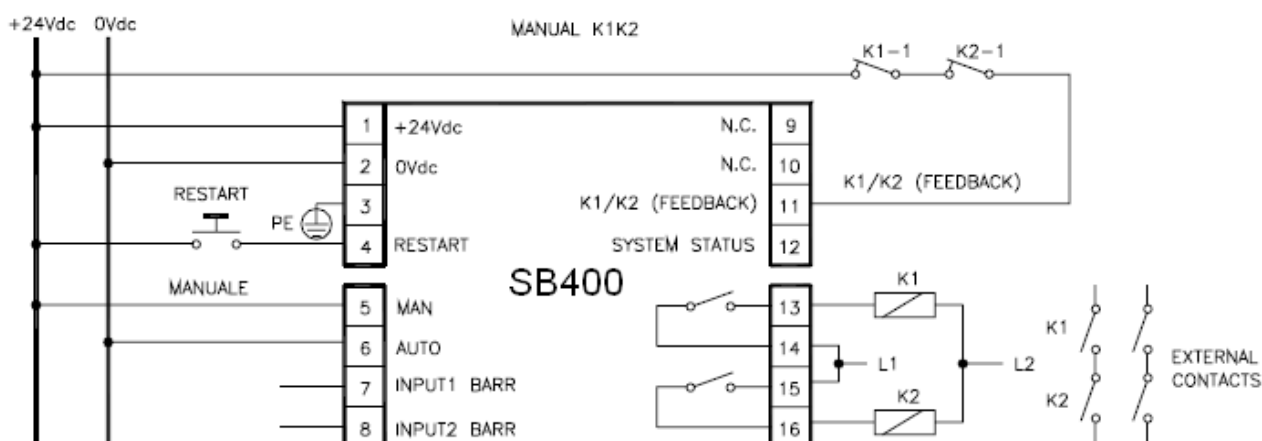 +24Vdc 0Vdc
MANUAL K1K2
K1-1 K2-1
1 +24Vdc N.C. 9
2 0Vdc N.C. 10
K1/K2 (FEEDBACK)
RESTART
PE 3 K1/K2 (FEEDBACK) 11
4 RESTART SYSTEM STATUS 12
SB400
MANUALE
K1
5 MAN 13
K1
6 AUTO 14
L1 L2
EXTERNAL
CONTACTS
7 INPUT1 BARR 15
K2
K2
8 INPUT2 BARR 16